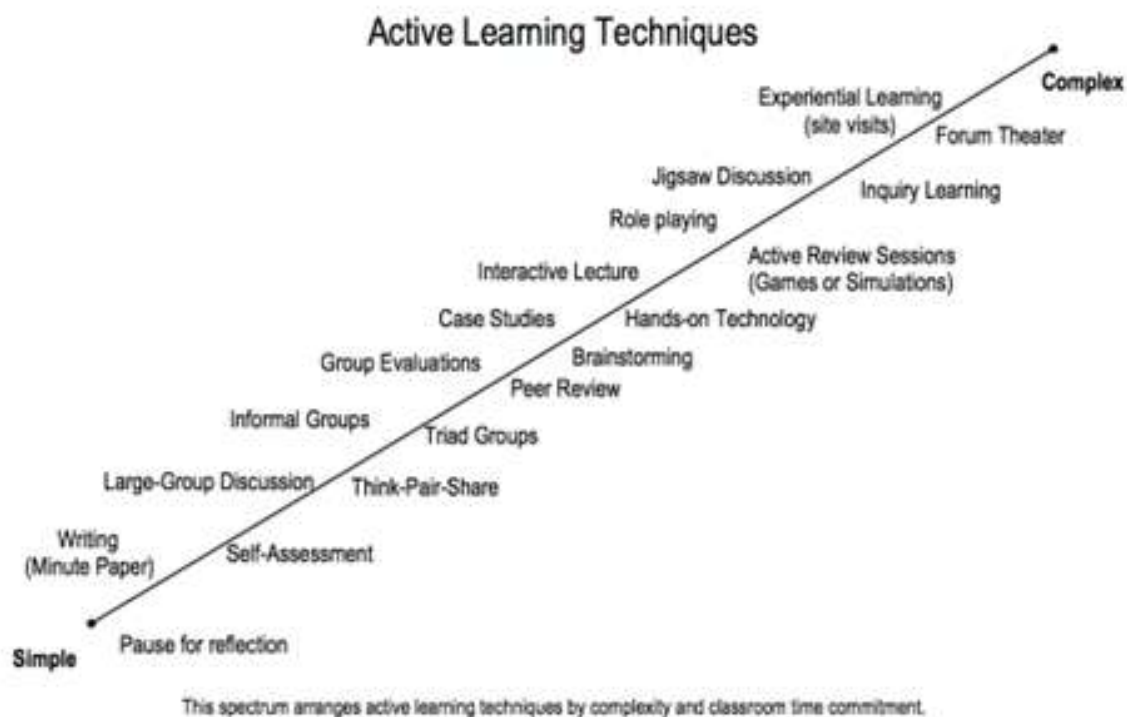 Active Learning Techniques
Complex
Experiential Learning
(site visits)
Forum Theater
Jigsaw Discussion
Inquiry Learning
Role playing
Active Review Sessions
(Games or Simulations)
Interactive Lecture
Case Studies
Hands-on Technology
Group Evaluations
Brainstorming
Peer Review
Informal Groups
Triad Groups
Large-Group Discussion
Think-Pair-Share
Writing
(Minute Paper)
Self-Assessment
Pause for reflection
Simple
This spectrum arranges active learning techniques by complexity and classroom time commitment.